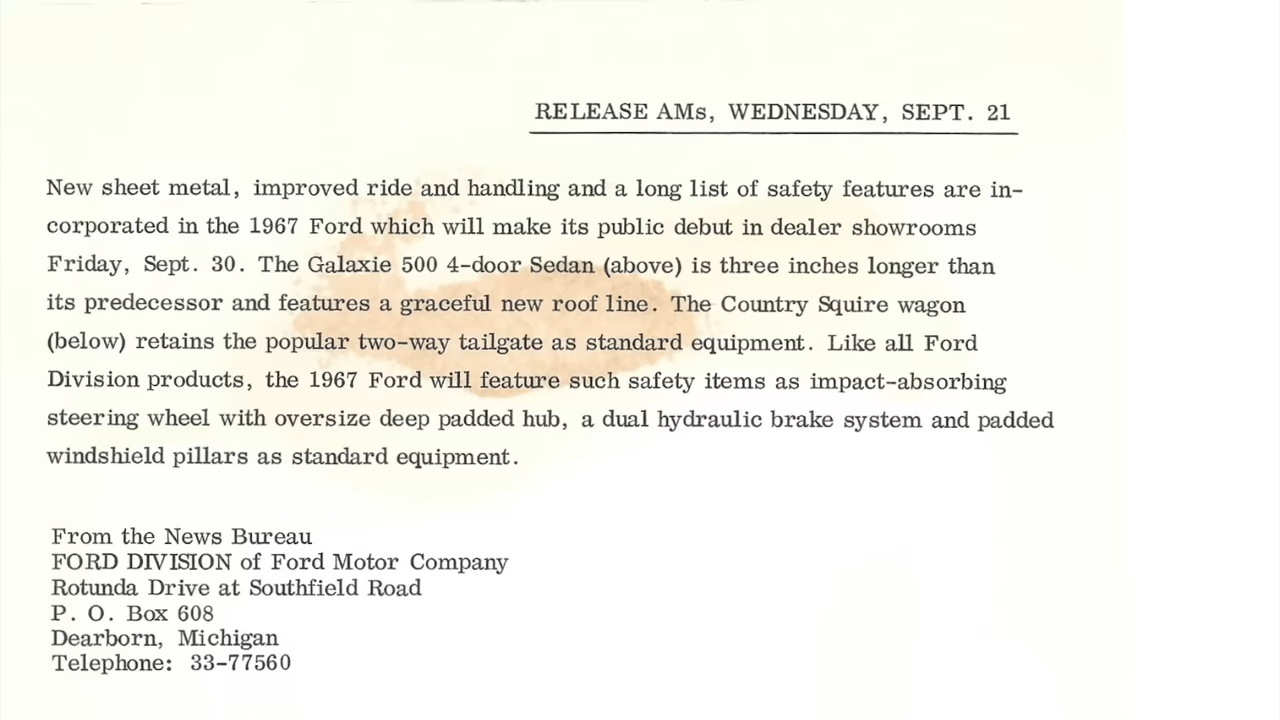 RELEASE AMs, WEDNESDAY, SEPT. 21
New sheet metal, improved ride and handling and a long list of safety features are in-
corporated in the 1967 Ford which will make its public debut in dealer showrooms
Friday, Sept. 30. The Galaxie 500 4-door Sedan (above) is three inches longer than
its predecessor and features a graceful new roof line. The Country Squire wagon
(below) retains the popular two-way tailgate as standard equipment. Like all Ford
Division products, the 1967 Ford will feature such safety items as impact-absorbing
steering wheel with oversize deep padded hub, a dual hydraulic brake system and padded
windshield pillars as standard equipment.
From the News Bureau
FORD DIVISION of Ford Motor Company
Rotunda Drive at Southfield Road
P. O. Box 608
Dearborn, Michigan
Telephone: 33-77560